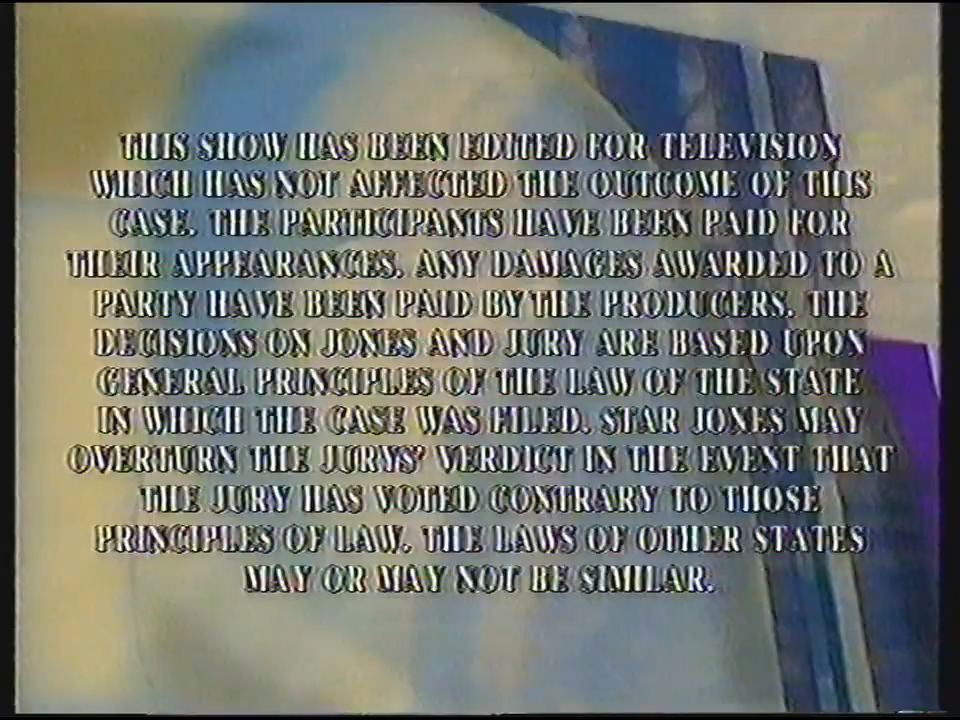 THIS SHOW HAS BEEN EDITED FOR TELEVISION
WHICH HAS NOT AFFECTED THE OUTCOME OF THIS
CASE. THE PARTICIPANTS HAVE BEEN PAID FOR
THEIR APPEARANCES. ANY DAMAGES AWARDED TO A
PARTY HAVE BEEN PAID BY THE PRODUCERS. THE
DECISIONS ON JONES AND JURY ARE BASED UPON
GENERAL PRINCIPLES OF THE LAW OF THE STATE
IN WHICH THE CASE WAS FILED. STAR JONES MAY
OVERTURN THE JURYS' VERDICT IN THE EVENT THAT
THE JURY HAS VOTED CONTRARY TO THOSE
PRINCIPLES OF LAW. THE LAWS OF OTHER STATES
MAY OR MAY NOT BE SIMILAR.